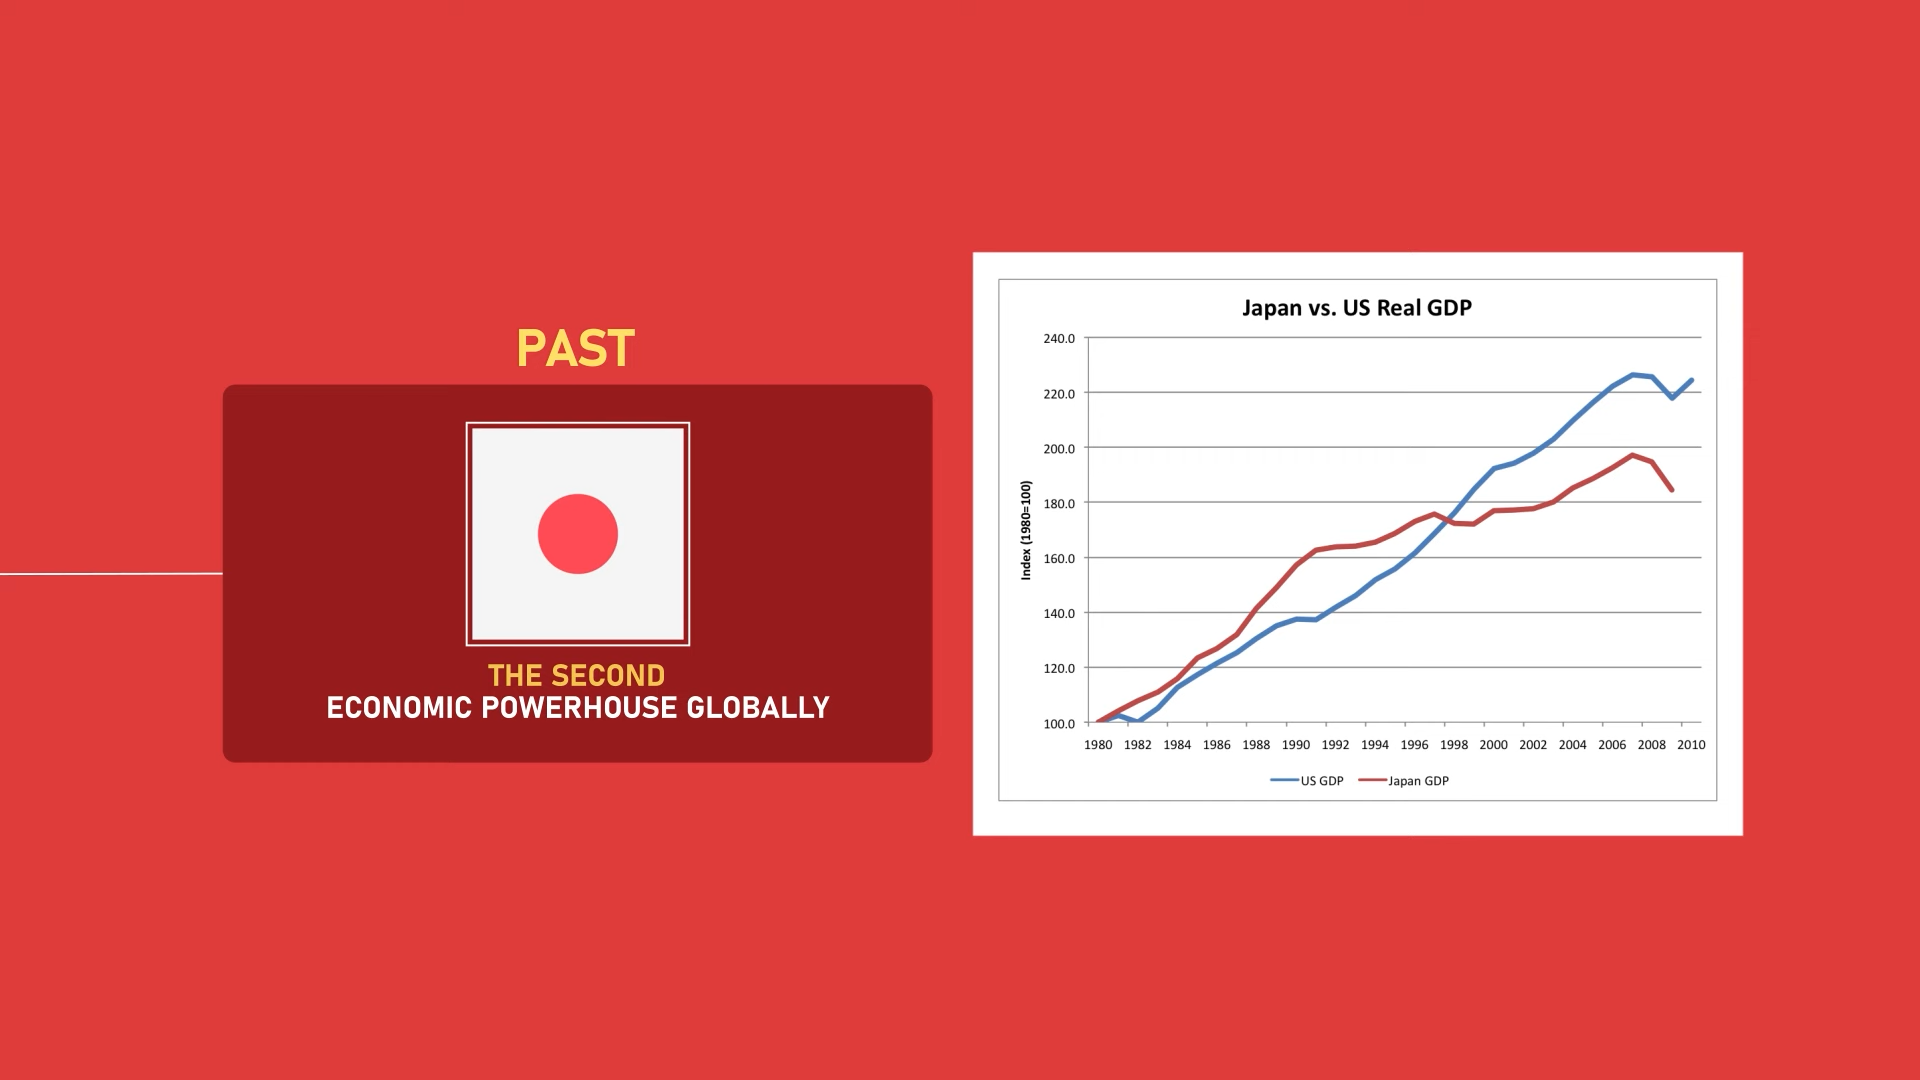 PAST
THE SECOND
ECONOMIC POWERHOUSE GLOBALLY
Japan vs. US Real GDP
Index (1980=100)
240.0
220.0
200.0
180.0
160.0
140.0
120.0
100.0
1980 1982 1984 1986 1988 1990 1992 1994 1996 1998 2000 2002 2004 2006 2008 2010
US GDP Japan GDP